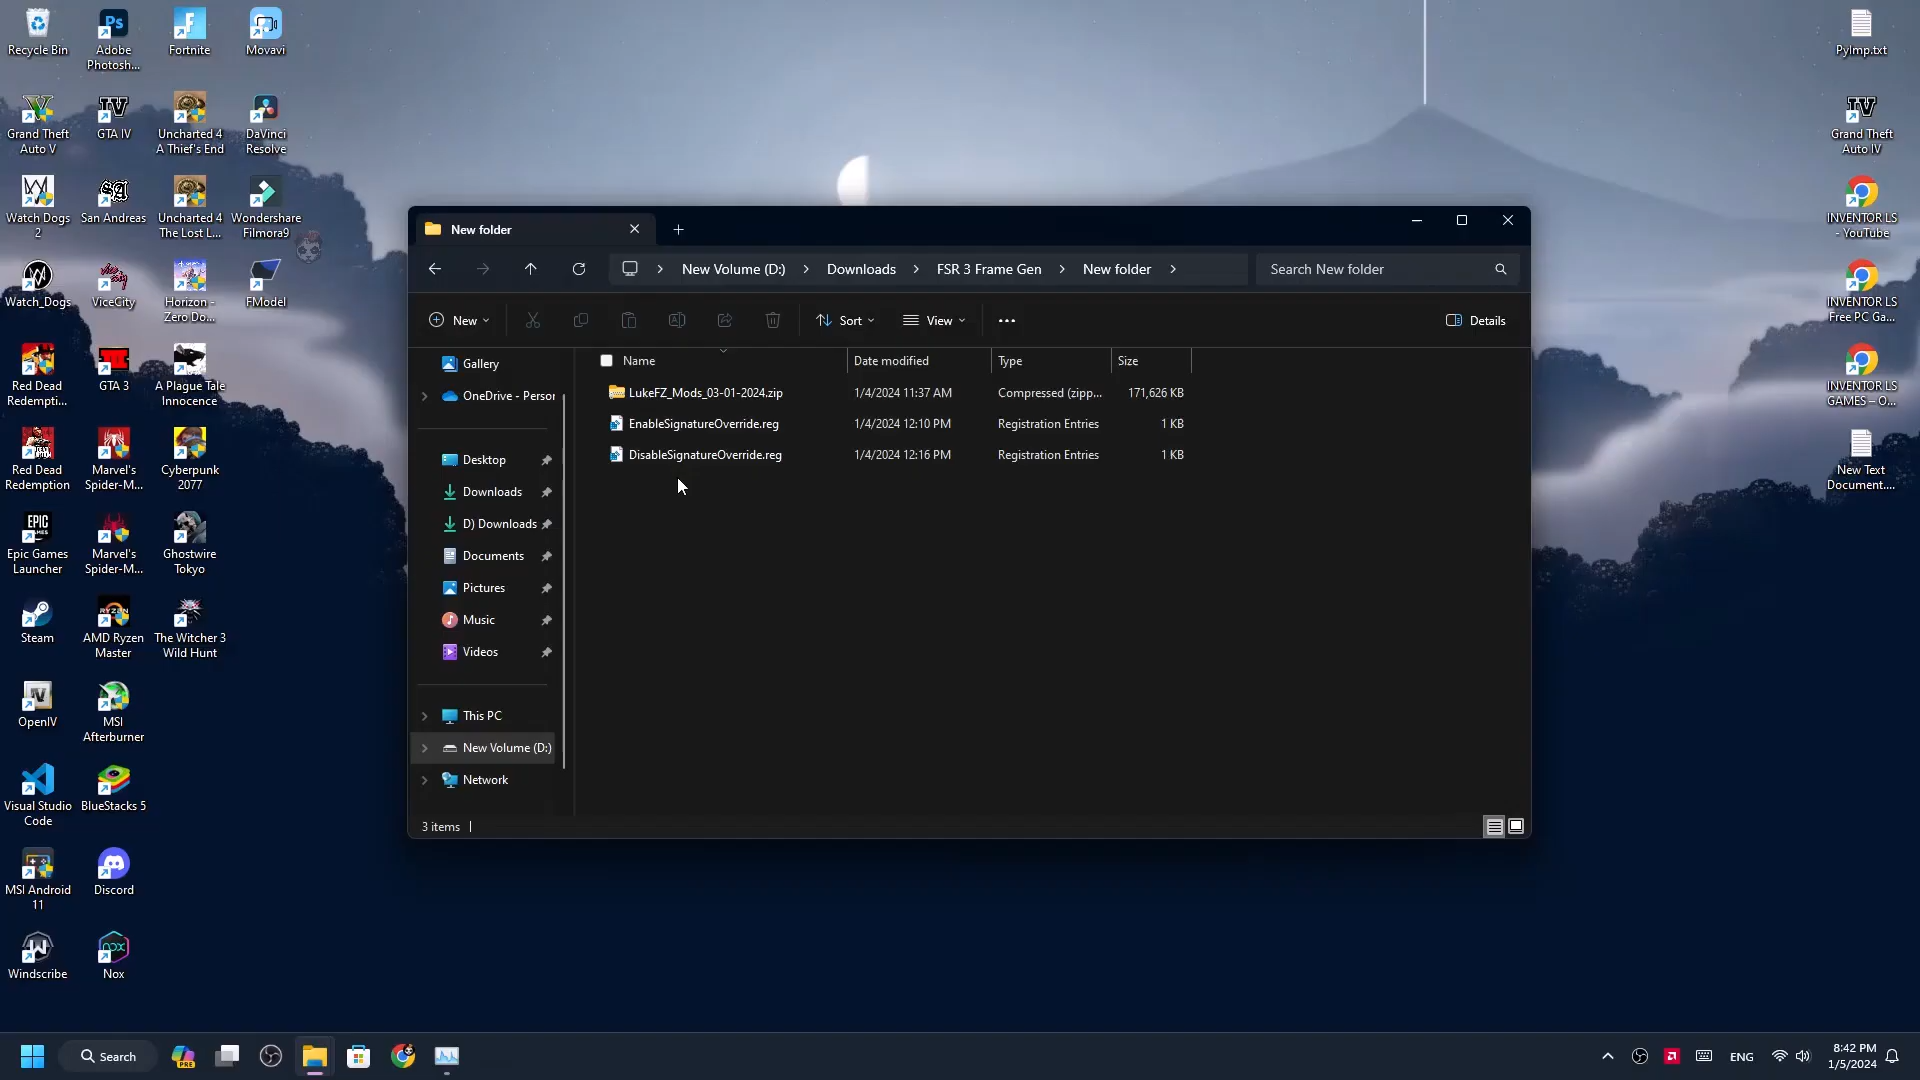 Recycle Bin
Adobe
Photosh...
Fortnite
Movavi
Grand Theft
Auto V
GTA IV
Uncharted 4
A Thief's End
DaVinci
Resolve
Watch Dogs
2
San Andreas
Uncharted 4
The Lost L...
Wondershare
Filmora9
Watch_Dogs
ViceCity
Horizon -
Zero Do...
FModel
Red Dead
Redempti...
GTA 3
A Plague Tale
Innocence
Red Dead
Redemption
Marvel's
Spider-M...
Cyberpunk
2077
Epic Games
Launcher
Marvel's
Spider-M...
Ghostwire
Tokyo
Steam
AMD Ryzen
Master
The Witcher 3
Wild Hunt
OpenIV
MSI
Afterburner
Visual Studio
Code
BlueStacks 5
MSI Android
11
Discord
Windscribe
Nox
New folder
New Volume (D:)
Downloads
FSR 3 Frame Gen
New folder
Search New folder
New
Sort
View
Details
Gallery
OneDrive - Person
Desktop
Downloads
D) Downloads
Documents
Pictures
Music
Videos
This PC
New Volume (D:)
Network
Name Date modified Type Size
LukeFZ_Mods_03-01-2024.zip 1/4/2024 11:37 AM Compressed (zipp... 171,626 KB
EnableSignatureOverride.reg 1/4/2024 12:10 PM Registration Entries 1 KB
DisableSignatureOverride.reg 1/4/2024 12:16 PM Registration Entries 1 KB
3 items
PyImp.txt
Grand Theft
Auto IV
INVENTOR LS
- YouTube
INVENTOR LS
Free PC Ga...
INVENTOR LS
GAMES – O...
New Text
Document....
Search
ENG
8:42 PM
1/5/2024